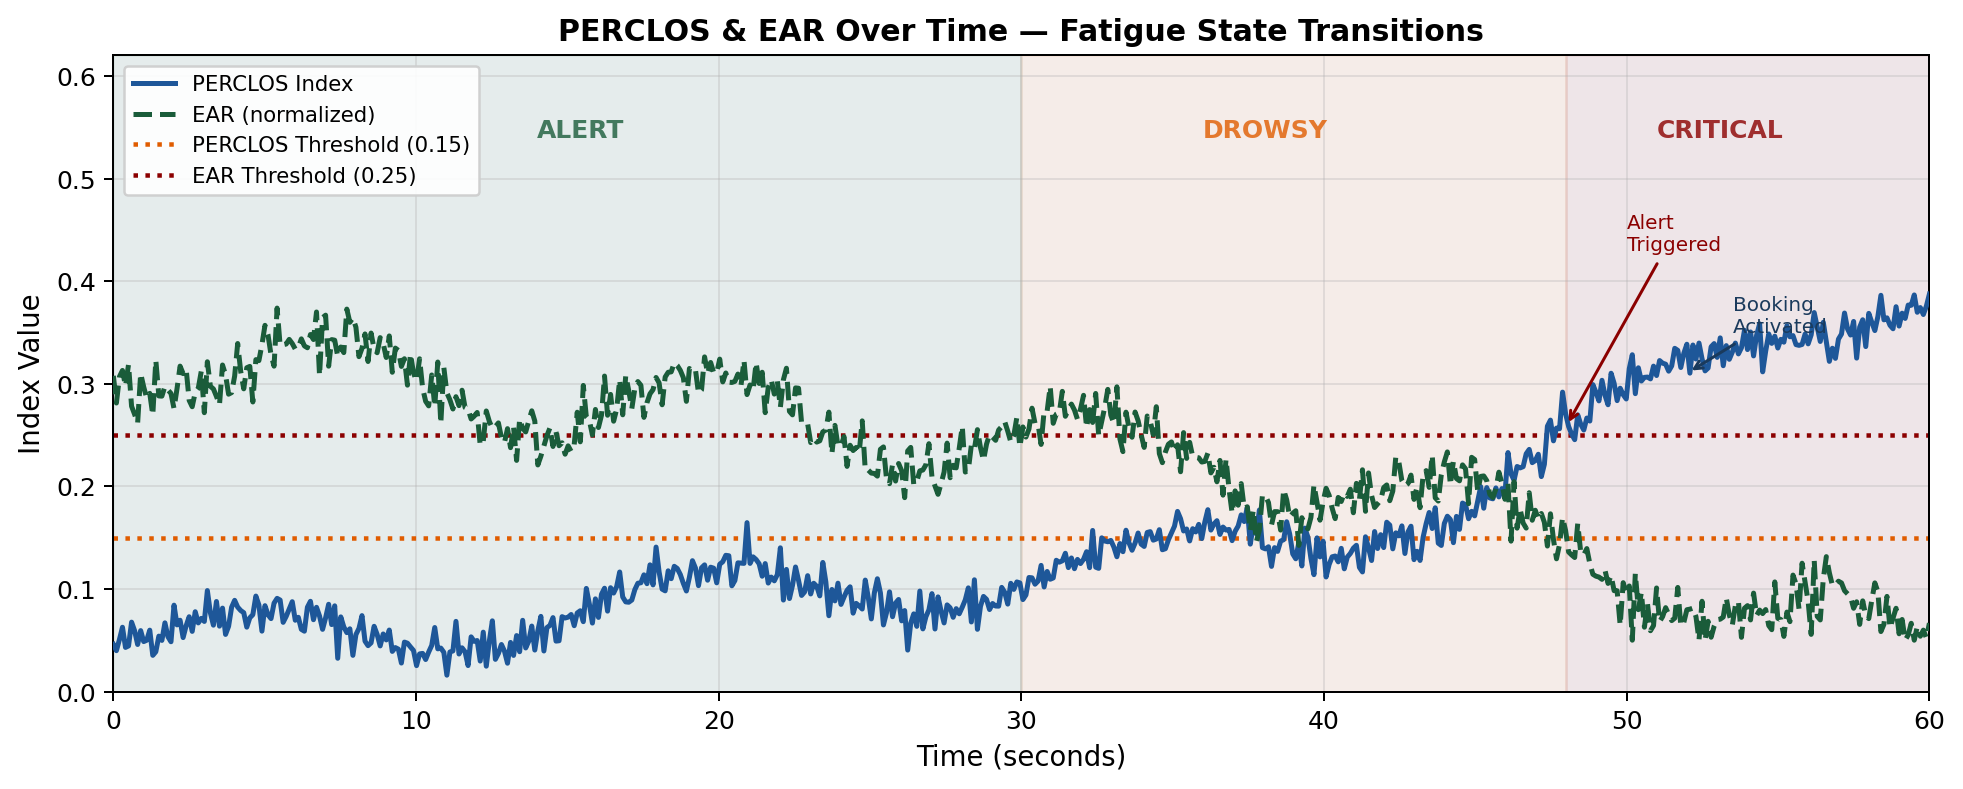 PERCLOS & EAR Over Time — Fatigue State Transitions
PERCLOS Index
EAR (normalized)
PERCLOS Threshold (0.15)
EAR Threshold (0.25)
ALERT
DROWSY
CRITICAL
Alert
Triggered
Booking
Activated
Index Value
0.6
0.5
0.4
0.3
0.2
0.1
0.0
0 10 20 30 40 50 60
Time (seconds)